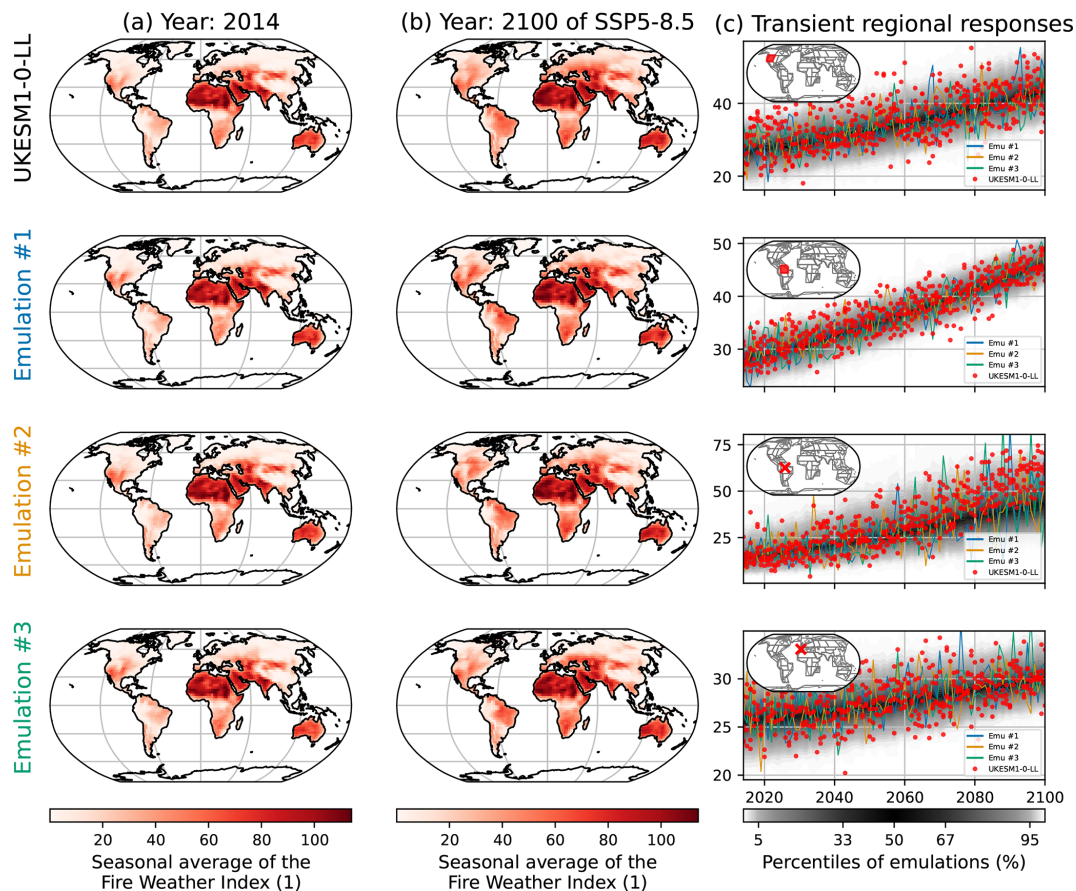 (a) Year: 2014
(b) Year: 2100 of SSP5-8.5
(c) Transient regional responses
UKESM1-0-LL
40
20
Emu #1
Emu #2
Emu #3
UKESM1-0-LL
Emulation #1
50
40
30
Emu #1
Emu #2
Emu #3
UKESM1-0-LL
Emulation #2
75
50
25
Emu #1
Emu #2
Emu #3
UKESM1-0-LL
Emulation #3
30
25
20
Emu #1
Emu #2
Emu #3
UKESM1-0-LL
2020 2040 2060 2080 2100
20 40 60 80 100
20 40 60 80 100
5 33 67 95
Seasonal average of the
Fire Weather Index (1)
Seasonal average of the
Fire Weather Index (1)
Percentiles of emulations (%)